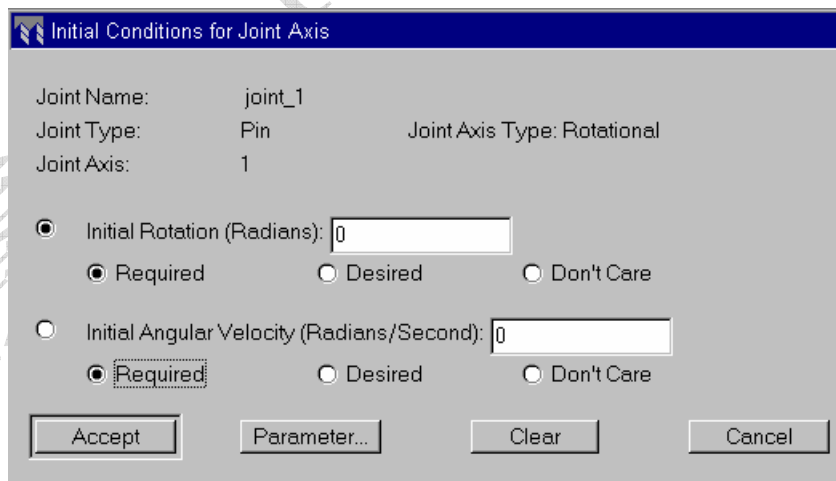 Initial Conditions for Joint Axis
Joint Name: joint_1
Joint Type: Pin Joint Axis Type: Rotational
Joint Axis: 1
Initial Rotation (Radians): 0
Required Desired Don't Care
Initial Angular Velocity (Radians/Second): 0
Required Desired Don't Care
Accept Parameter... Clear Cancel